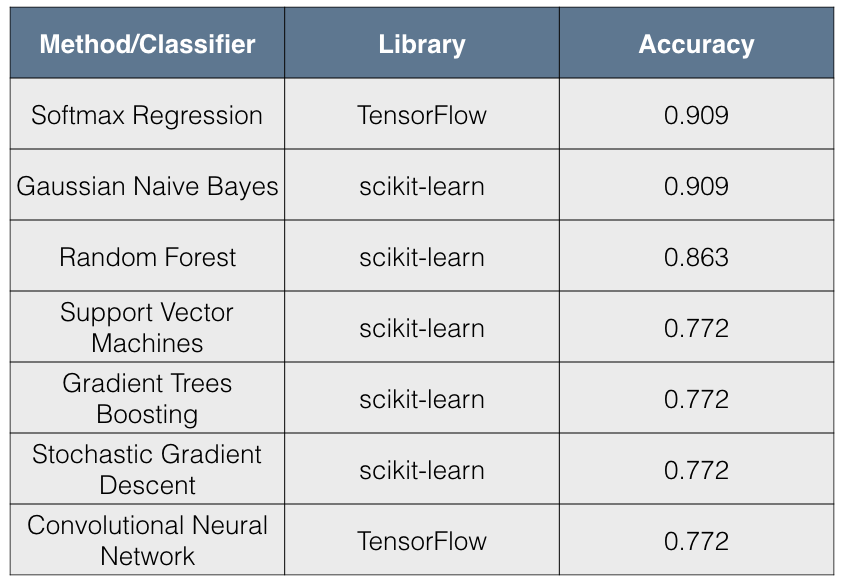 Method/Classifier Library Accuracy
Softmax Regression TensorFlow 0.909
Gaussian Naive Bayes scikit-learn 0.909
Random Forest scikit-learn 0.863
Support Vector
Machines scikit-learn 0.772
Gradient Trees
Boosting scikit-learn 0.772
Stochastic Gradient
Descent scikit-learn 0.772
Convolutional Neural
Network TensorFlow 0.772